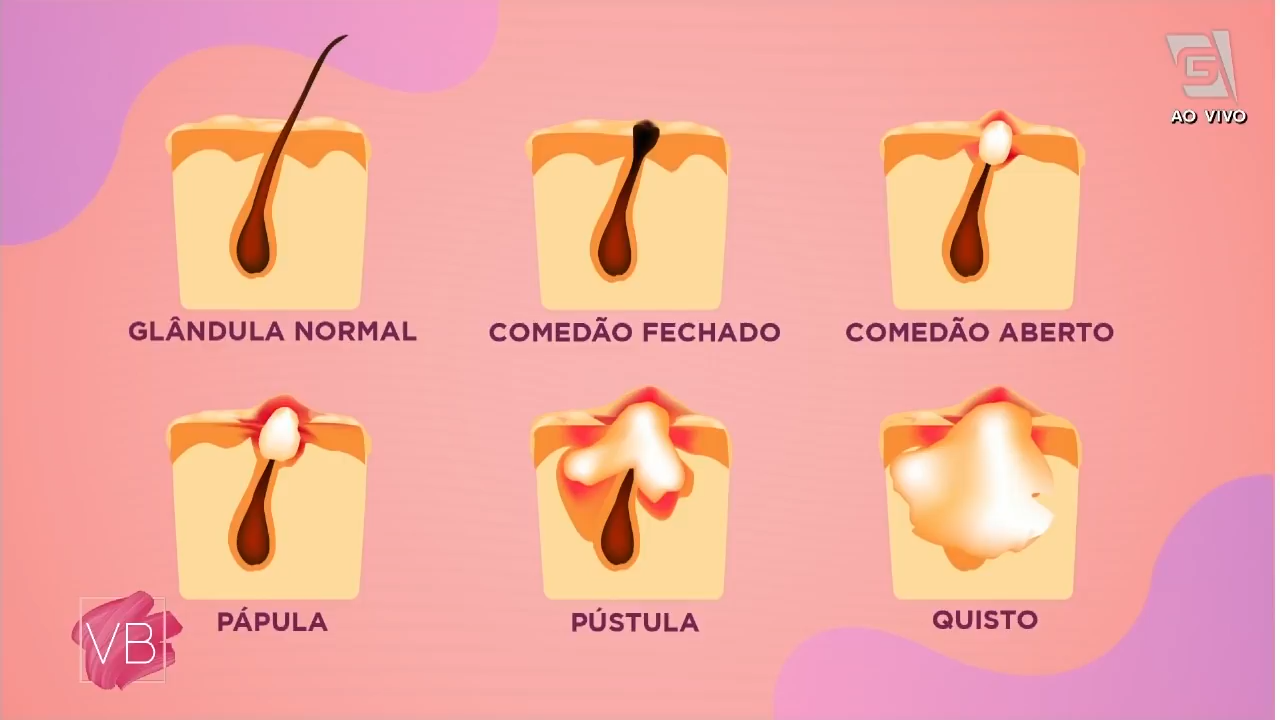 AO VIVO
GLÂNDULA NORMAL
COMEDÃO FECHADO
COMEDÃO ABERTO
PÁPULA
PÚSTULA
QUISTO
VB